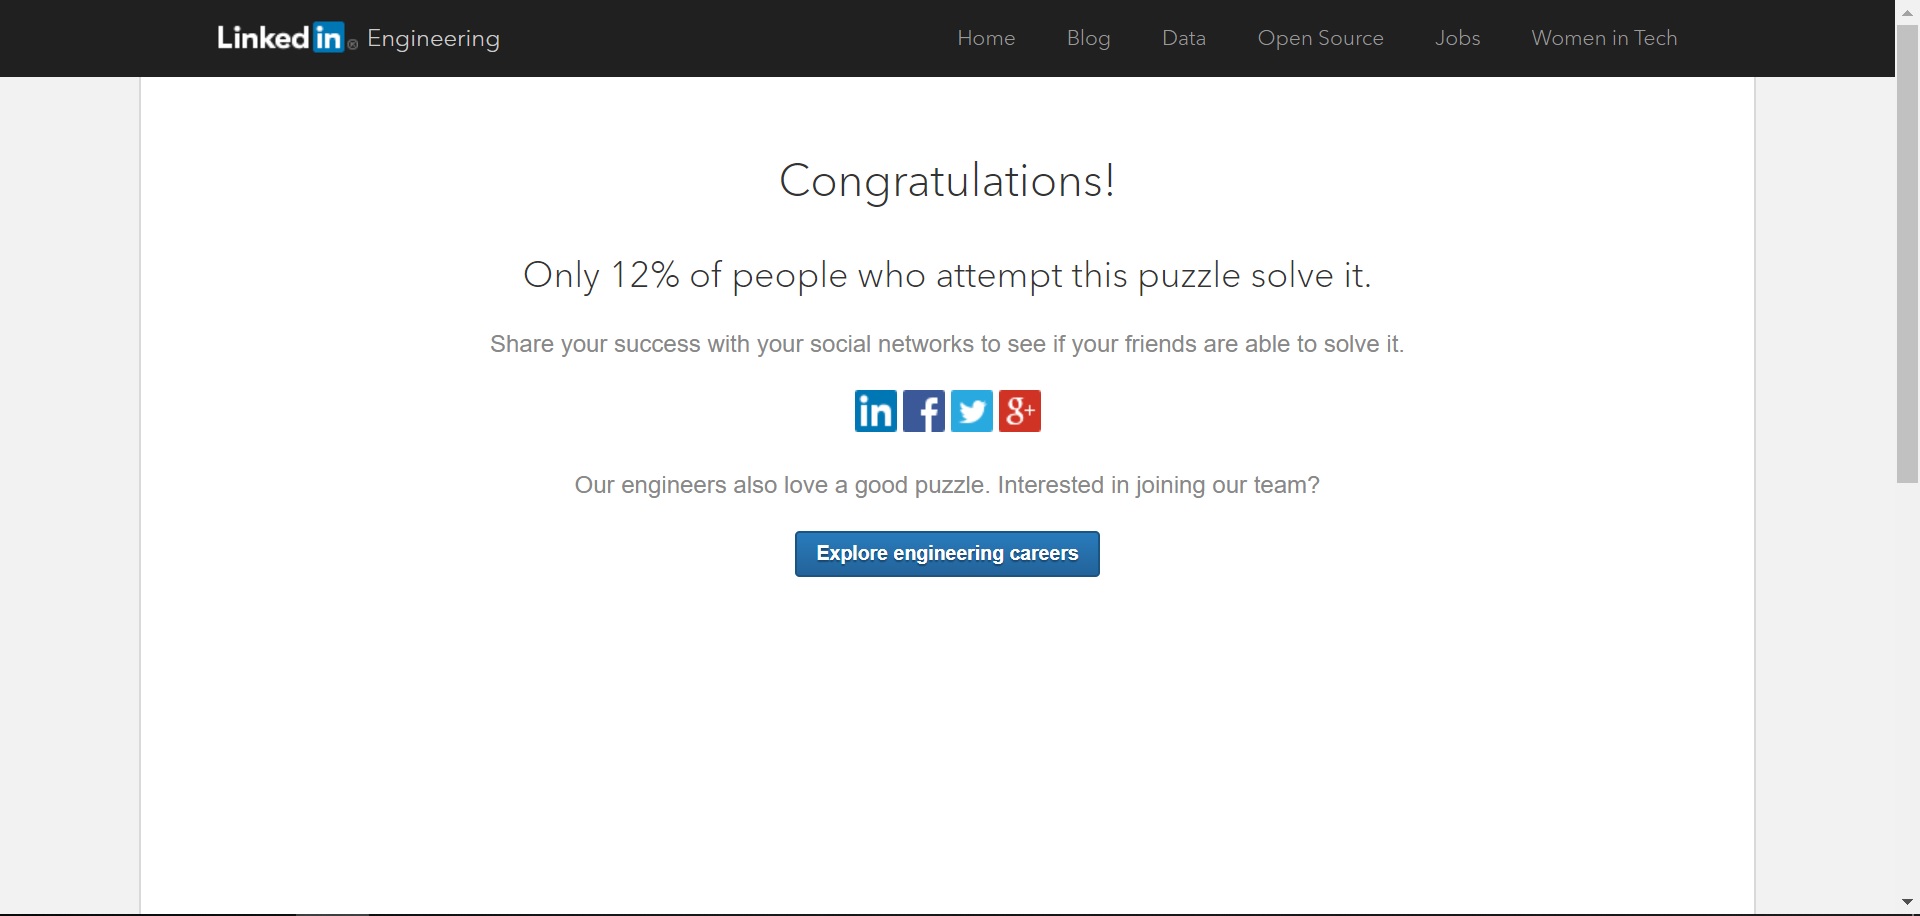 Linked in ® Engineering Home Blog Data Open Source Jobs Women in Tech
Congratulations!
Only 12% of people who attempt this puzzle solve it.
Share your success with your social networks to see if your friends are able to solve it.
in f g+
Our engineers also love a good puzzle. Interested in joining our team?
Explore engineering careers